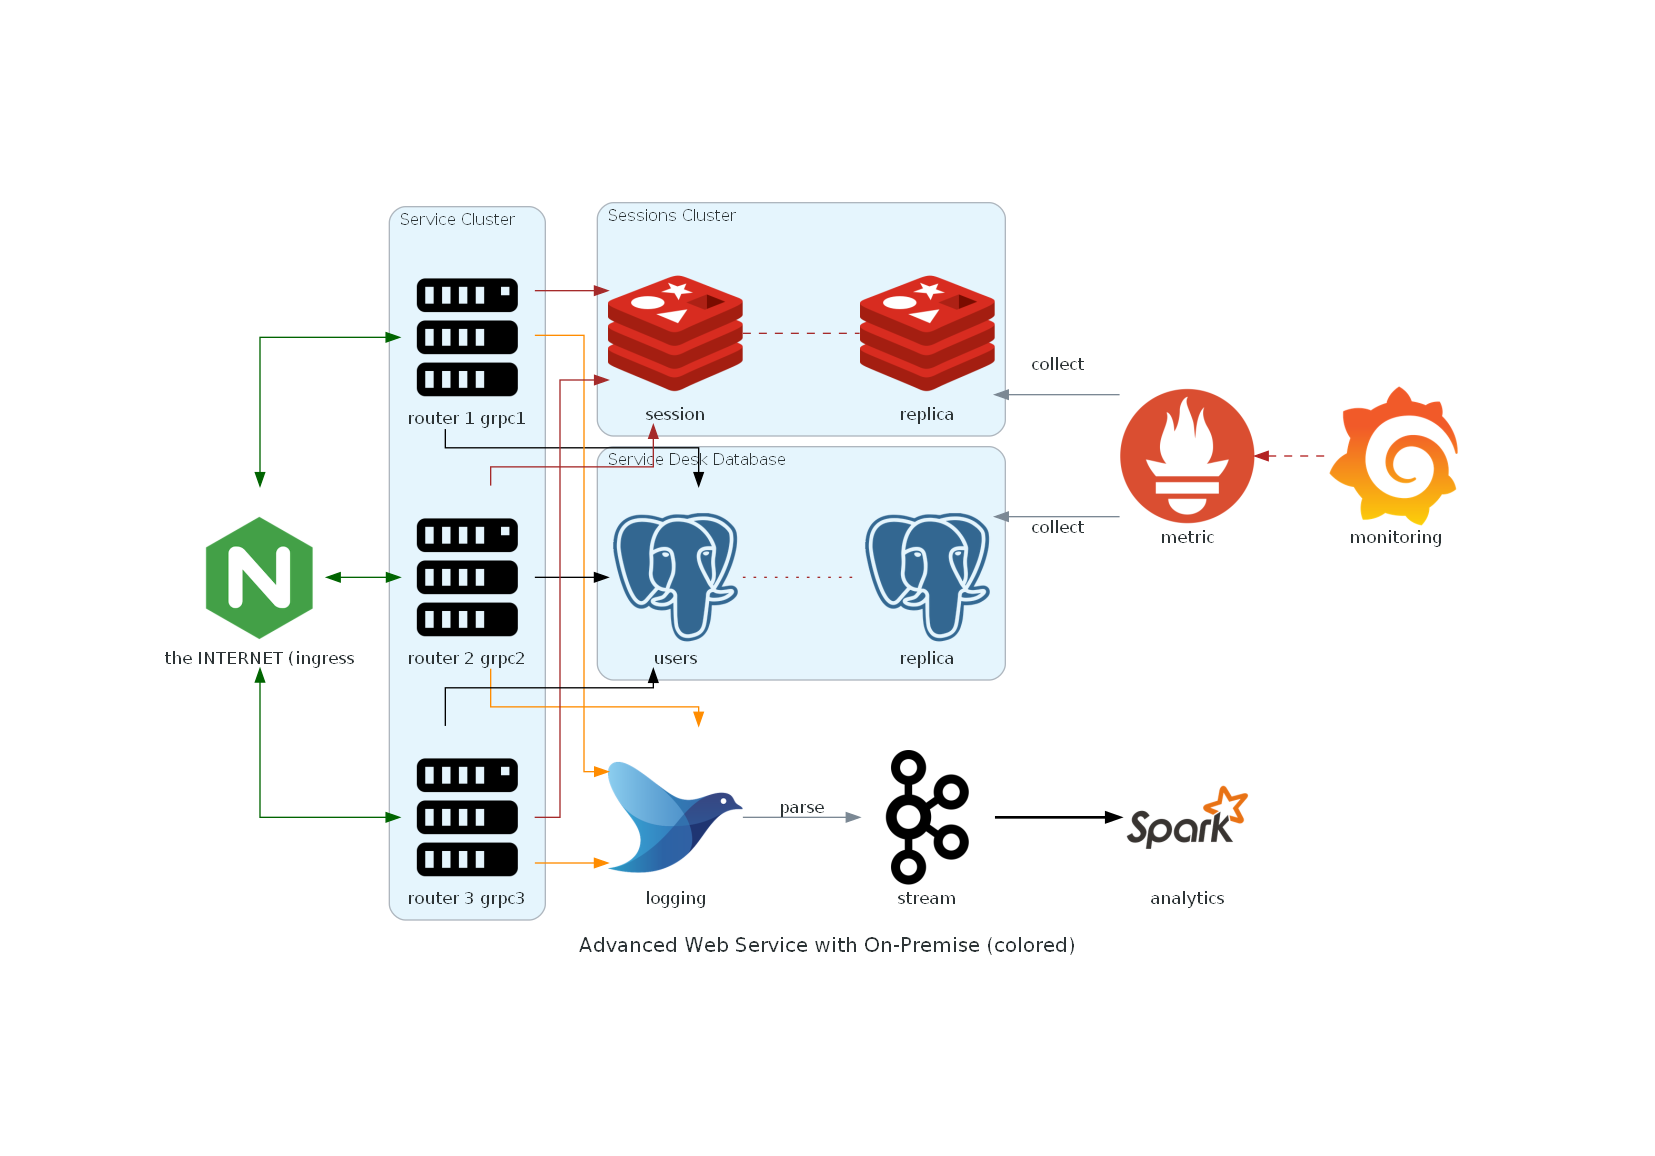 Service Cluster
Sessions Cluster
router 1 grpc1
session
replica
collect
Service Desk Database
collect
metric
monitoring
N
the INTERNET (ingress
router 2 grpc2
users
replica
parse
Spark
router 3 grpc3
logging
stream
analytics
Advanced Web Service with On-Premise (colored)